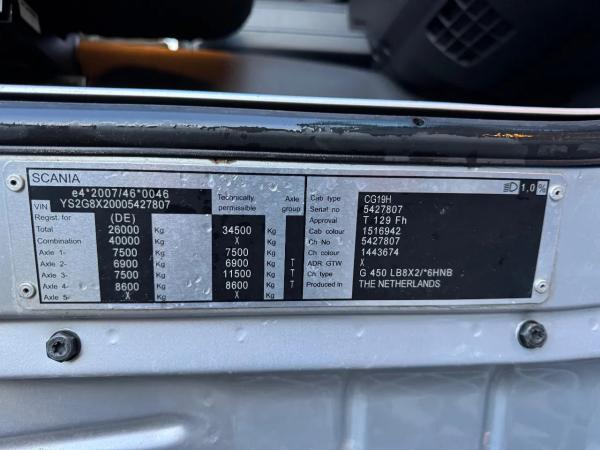 SCANIA
e4*2007/46*0046
VIN YS2G8X20005427807
Technically permissible
Axle group
Regist. for (DE)
Total 26000 Kg 34500 Kg
Combination 40000 Kg X Kg
Axle 1- 7500 Kg 7500 Kg
Axle 2- 6900 Kg 6900 Kg T
Axle 3- 7500 Kg 11500 Kg T
Axle 4- 8600 Kg 8600 Kg T
Axle 5- X Kg X Kg
1,0 %
Cab type CG19H
Serial no 5427807
Approval T 129 Fh
Cab colour 1516942
Ch No 5427807
Ch colour 1443674
ADR GTW X
Ch type G 450 LB8X2/*6HNB
Produced In THE NETHERLANDS